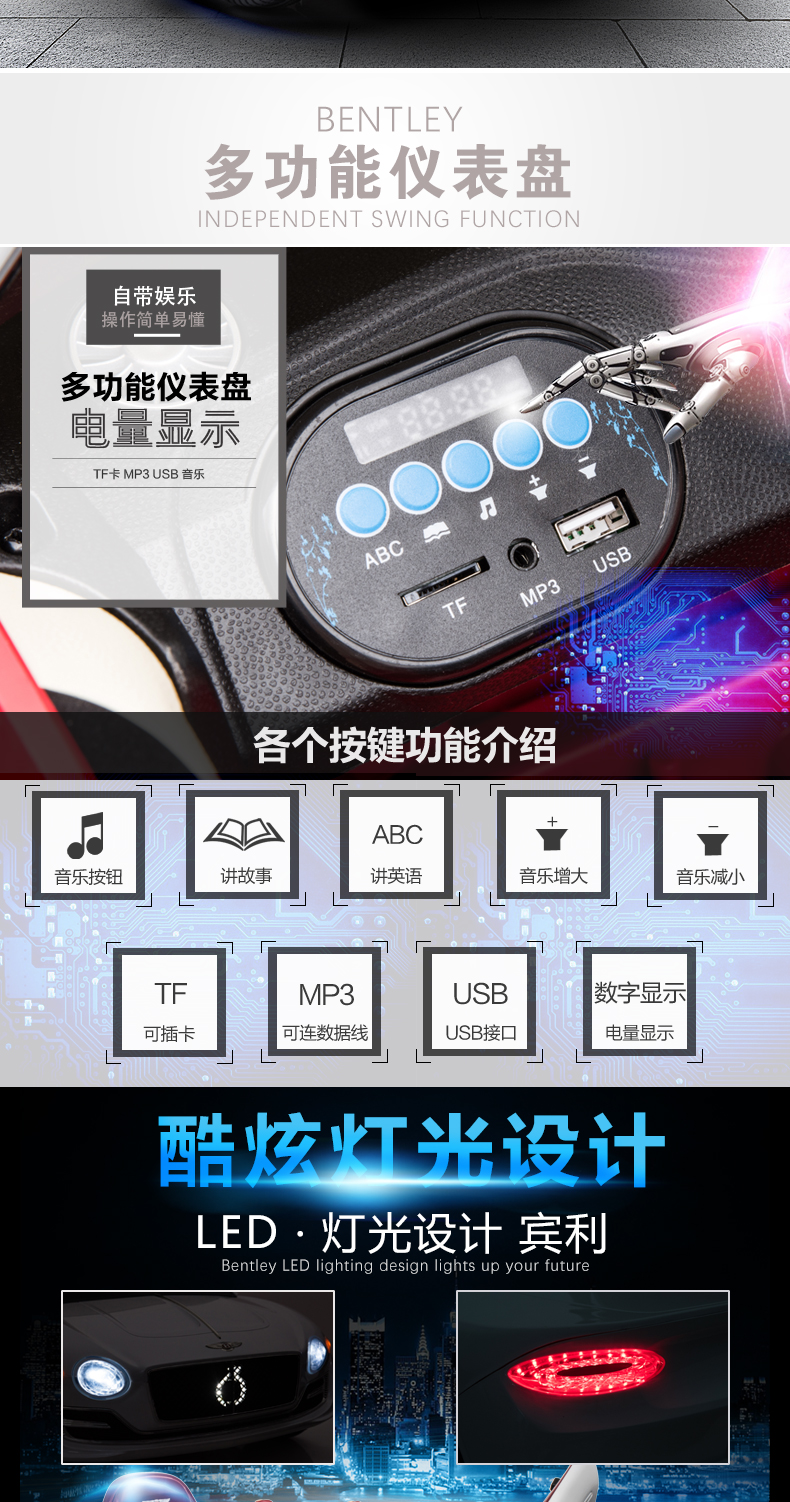 BENTLEY
多功能仪表盘
INDEPENDENT SWING FUNCTION
自带娱乐
操作简单易懂
多功能仪表盘
电量显示
TF卡 MP3 USB 音乐
ABC
+
−
TF
MP3
USB
各个按键功能介绍
音乐按钮
讲故事
ABC
讲英语
+
音乐增大
−
音乐减小
TF
可插卡
MP3
可连数据线
USB
USB接口
数字显示
电量显示
酷炫灯光设计
LED · 灯光设计 宾利
Bentley LED lighting design lights up your future